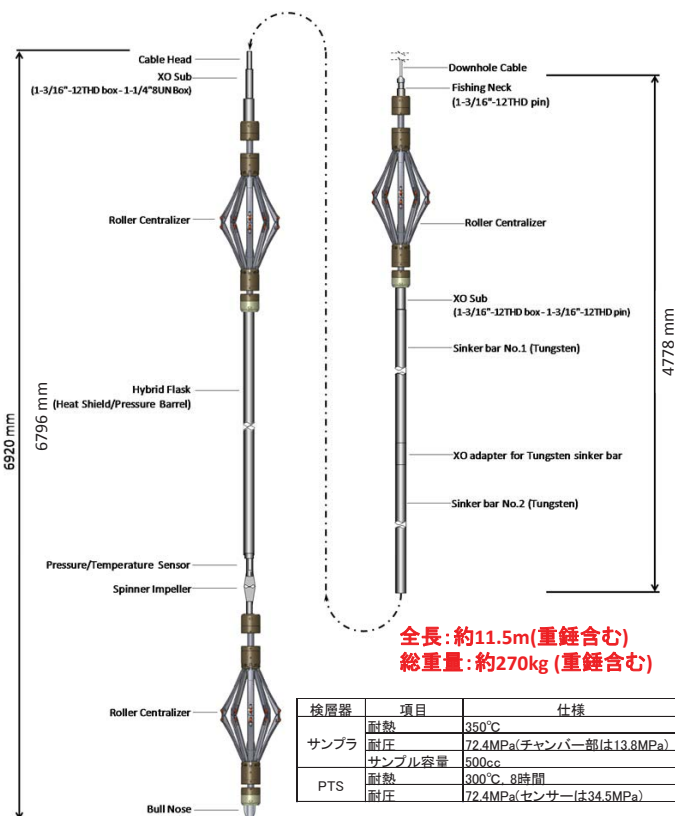 Cable Head
XO Sub
(1-3/16"-12THD box - 1-1/4"8UN Box)
Roller Centralizer
6920 mm
6796 mm
Hybrid Flask
(Heat Shield/Pressure Barrel)
Pressure/Temperature Sensor
Spinner Impeller
Roller Centralizer
Bull Nose
Downhole Cable
Fishing Neck
(1-3/16"-12THD pin)
Roller Centralizer
XO Sub
(1-3/16"-12THD box - 1-3/16"-12THD pin)
Sinker bar No.1 (Tungsten)
4778 mm
XO adapter for Tungsten sinker bar
Sinker bar No.2 (Tungsten)
全長：約11.5m(重錘含む)
総重量：約270kg (重錘含む)
検層器 項目 仕様
サンプラ 耐熱 350℃
耐圧 72.4MPa(チャンバー部は13.8MPa)
サンプル容量 500cc
PTS 耐熱 300℃, 8時間
耐圧 72.4MPa(センサーは34.5MPa)